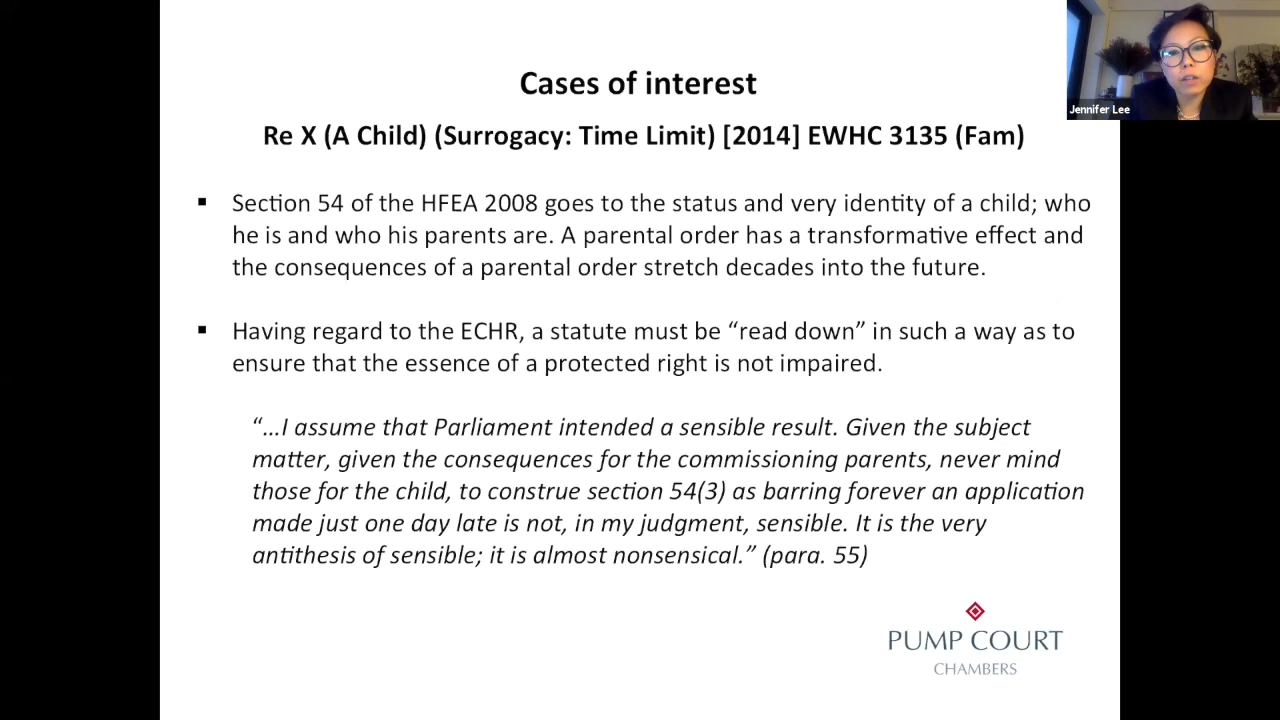 Cases of interest
Re X (A Child) (Surrogacy: Time Limit) [2014] EWHC 3135 (Fam)
▪ Section 54 of the HFEA 2008 goes to the status and very identity of a child; who
he is and who his parents are. A parental order has a transformative effect and
the consequences of a parental order stretch decades into the future.
▪ Having regard to the ECHR, a statute must be “read down” in such a way as to
ensure that the essence of a protected right is not impaired.
“…I assume that Parliament intended a sensible result. Given the subject
matter, given the consequences for the commissioning parents, never mind
those for the child, to construe section 54(3) as barring forever an application
made just one day late is not, in my judgment, sensible. It is the very
antithesis of sensible; it is almost nonsensical.” (para. 55)
PUMP COURT
CHAMBERS
Jennifer Lee